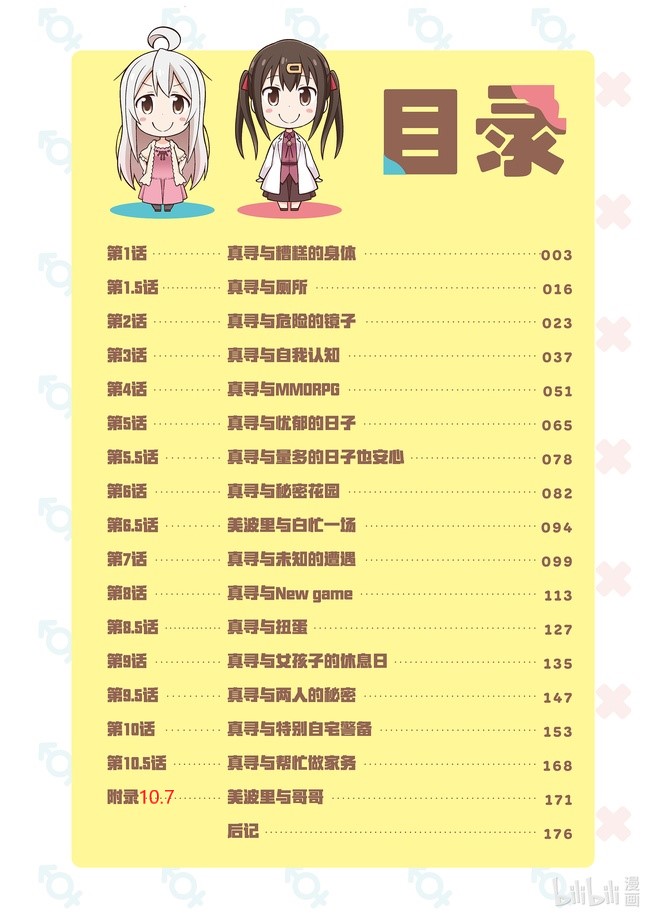 目录
第1话 真寻与糟糕的身体 003
第1.5话 真寻与厕所 016
第2话 真寻与危险的镜子 023
第3话 真寻与自我认知 037
第4话 真寻与MMORPG 051
第5话 真寻与忧郁的日子 065
第5.5话 真寻与量多的日子也安心 078
第6话 真寻与秘密花园 082
第6.5话 美波里与白忙一场 094
第7话 真寻与未知的遭遇 099
第8话 真寻与New game 113
第8.5话 真寻与扭蛋 127
第9话 真寻与女孩子的休息日 135
第9.5话 真寻与两人的秘密 147
第10话 真寻与特别自宅警备 153
第10.5话 真寻与帮忙做家务 168
附录10.7 美波里与哥哥 171
后记 176
bilibili 漫画